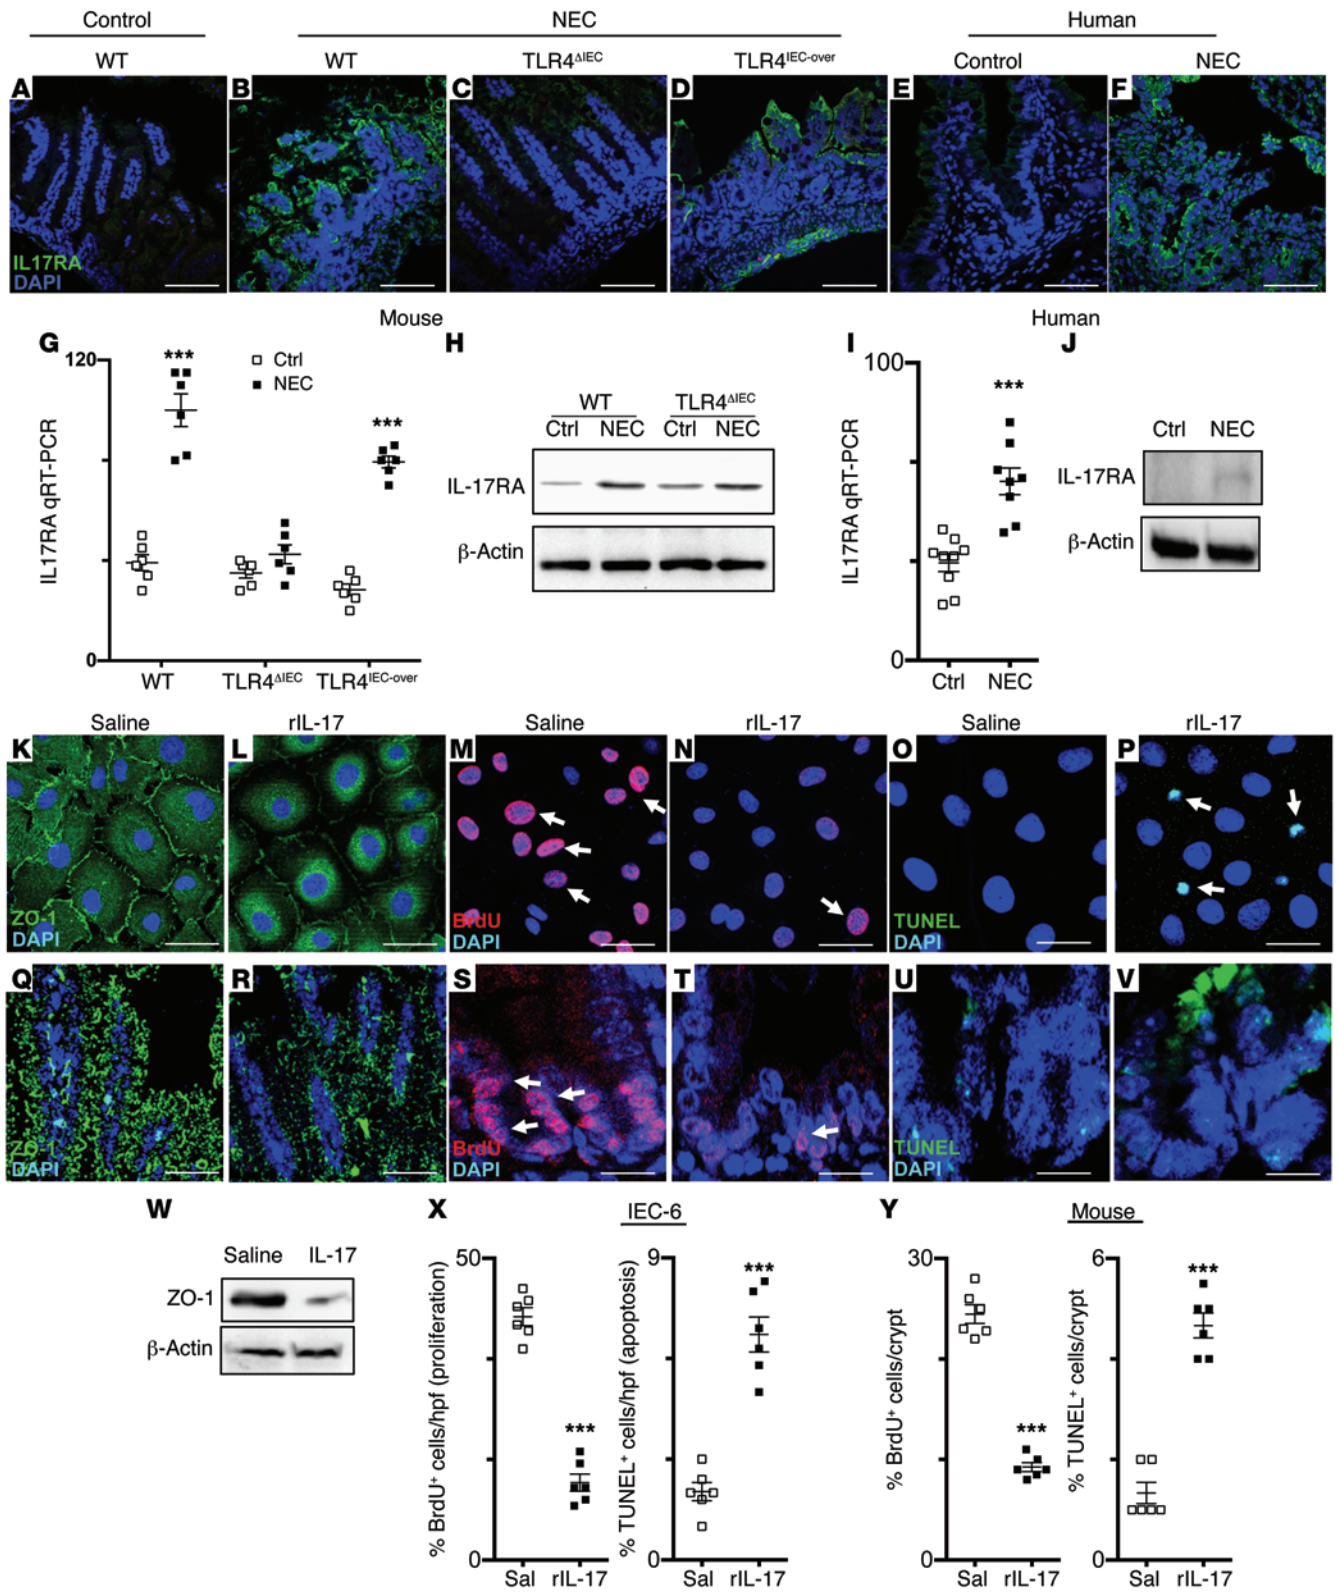 Control NEC Human
WT WT TLR4ΔIEC TLR4IEC-over Control NEC
A B C D E F
IL17RA
DAPI
Mouse Human
G H I J
120
***
Ctrl
NEC
***
IL17RA qRT-PCR
0
WT TLR4ΔIEC TLR4IEC-over
WT TLR4ΔIEC
Ctrl NEC Ctrl NEC
IL-17RA
β-Actin
100
***
IL17RA qRT-PCR
0
Ctrl NEC
Ctrl NEC
IL-17RA
β-Actin
Saline rIL-17 Saline rIL-17 Saline rIL-17
K L M N O P
ZO-1 BrdU TUNEL
DAPI DAPI DAPI
Q R S T U V
ZO-1 BrdU TUNEL
DAPI DAPI DAPI
W X IEC-6 Y Mouse
Saline IL-17
ZO-1
β-Actin
50
% BrdU+ cells/hpf (proliferation)
***
0
Sal rIL-17
9
% TUNEL+ cells/hpf (apoptosis)
***
0
Sal rIL-17
30
% BrdU+ cells/crypt
***
0
Sal rIL-17
6
% TUNEL+ cells/crypt
***
0
Sal rIL-17